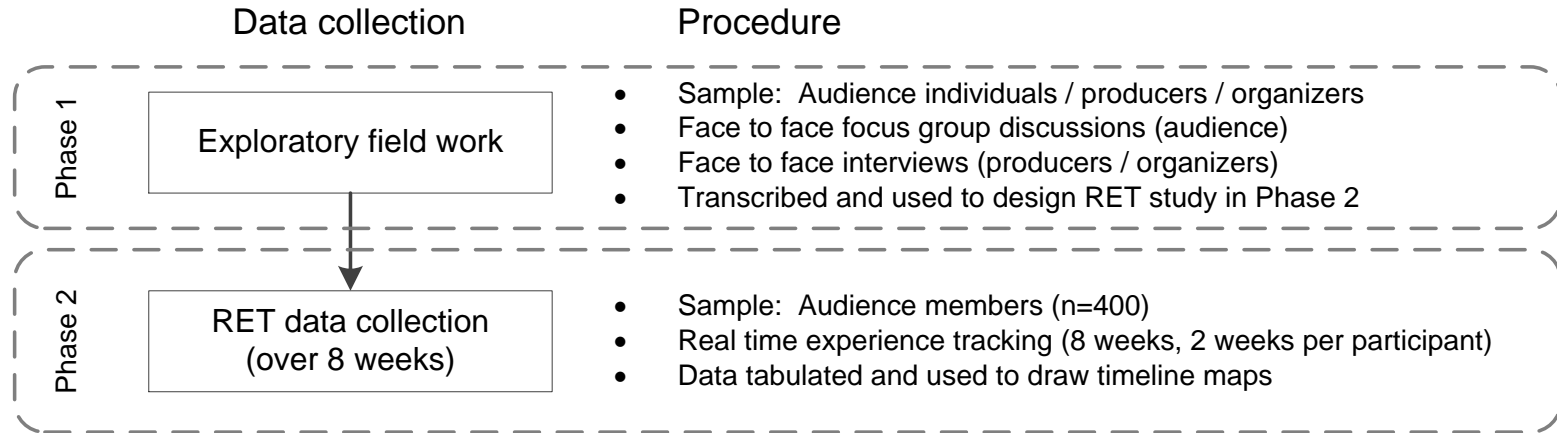 Data collection
Procedure
Phase 1
Exploratory field work
• Sample: Audience individuals / producers / organizers
• Face to face focus group discussions (audience)
• Face to face interviews (producers / organizers)
• Transcribed and used to design RET study in Phase 2
Phase 2
RET data collection
(over 8 weeks)
• Sample: Audience members (n=400)
• Real time experience tracking (8 weeks, 2 weeks per participant)
• Data tabulated and used to draw timeline maps